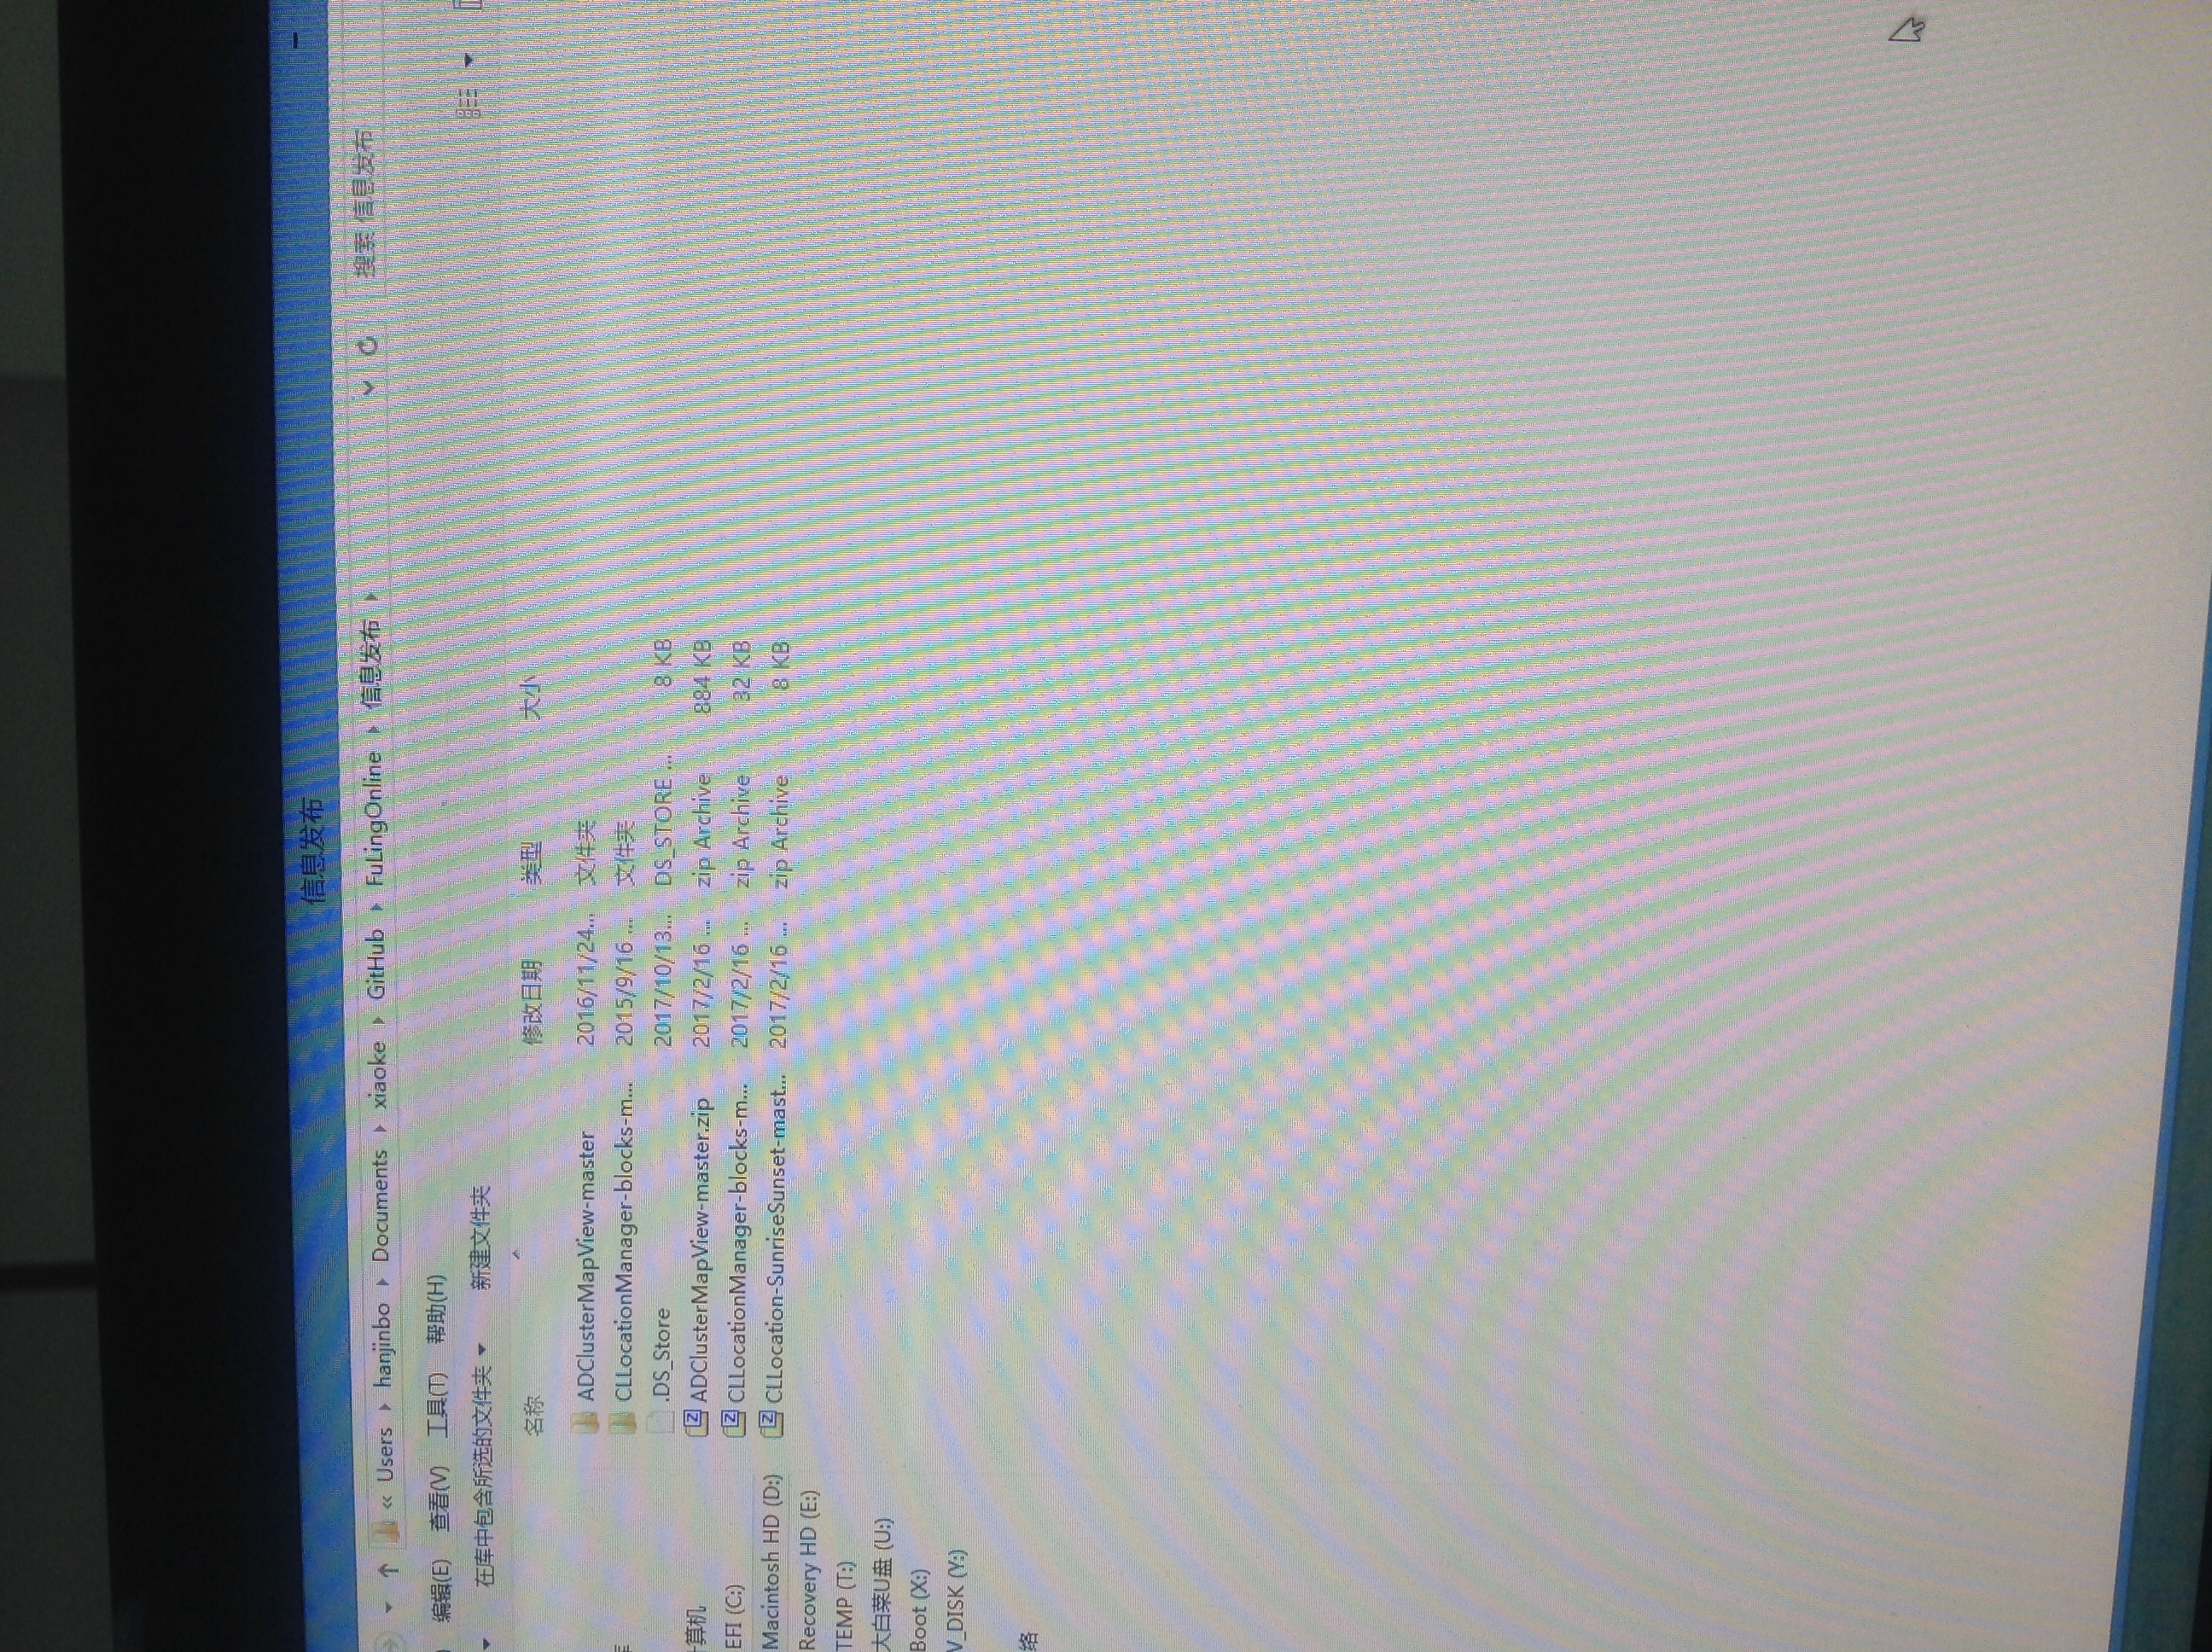 信息发布
« Users hanjinbo Documents xiaoke GitHub FuLingOnline 信息发布 搜索 信息发布
编辑(E) 查看(V) 工具(T) 帮助(H)
在库中包含所选的文件夹 新建文件夹
名称 修改日期 类型 大小
ADClusterMapView-master 2016/11/24... 文件夹
CLLocationManager-blocks-m... 2015/9/16 ... 文件夹
.DS_Store 2017/10/13... DS_STORE ... 8 KB
ADClusterMapView-master.zip 2017/2/16 ... zip Archive 884 KB
CLLocationManager-blocks-m... 2017/2/16 ... zip Archive 32 KB
CLLocation-SunriseSunset-mast... 2017/2/16 ... zip Archive 8 KB
库
计算机
EFI (C:)
Macintosh HD (D:)
Recovery HD (E:)
TEMP (T:)
大白菜U盘 (U:)
Boot (X:)
V_DISK (Y:)
络